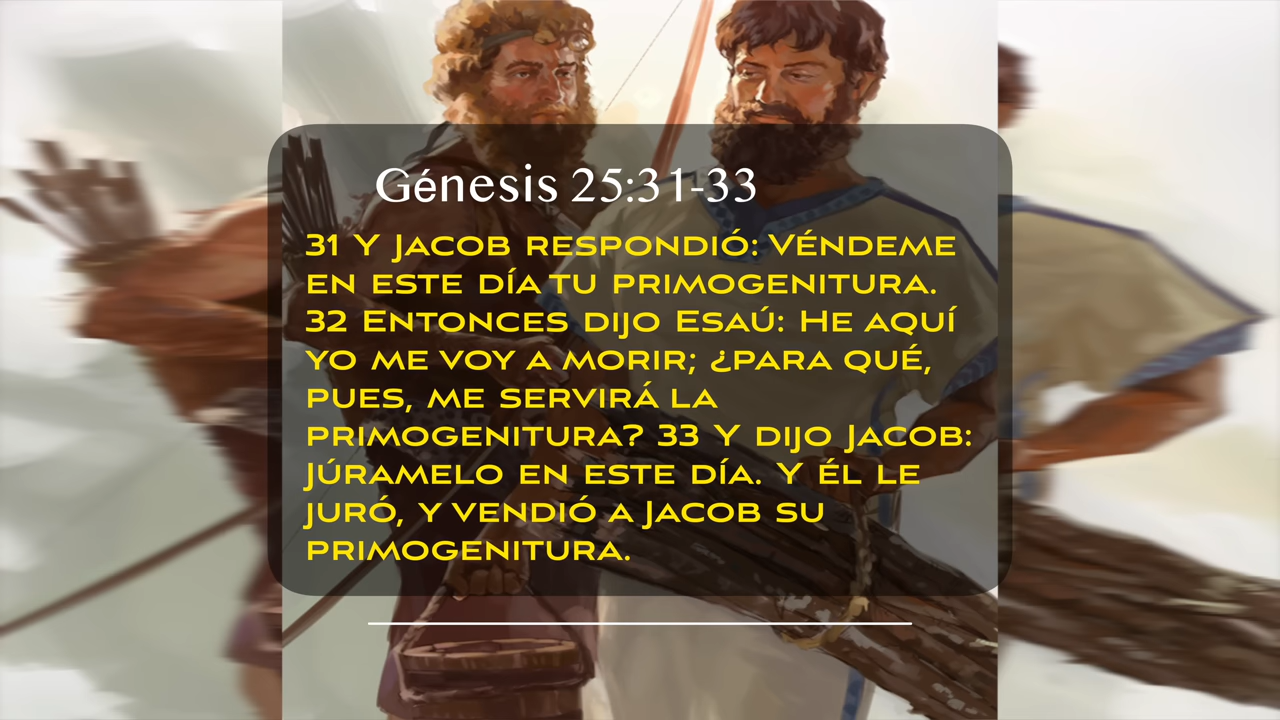 Génesis 25:31-33
31 Y Jacob respondió: Véndeme
en este día tu primogenitura.
32 Entonces dijo Esaú: He aquí
yo me voy a morir; ¿para qué,
pues, me servirá la
primogenitura? 33 Y dijo Jacob:
Júramelo en este día. Y él le
juró, y vendió a Jacob su
primogenitura.